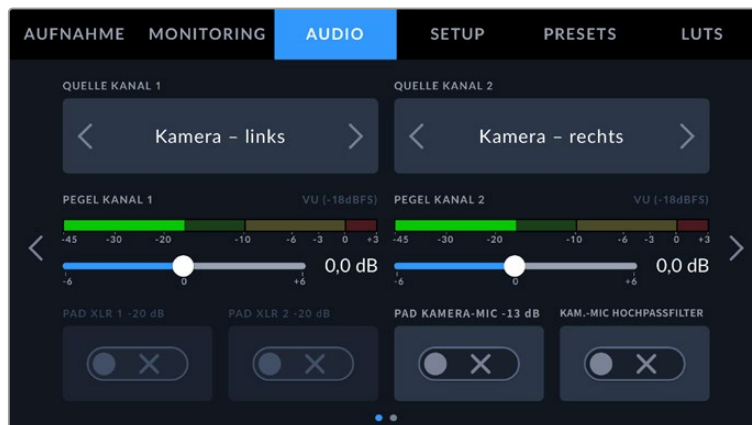 AUFNAHME MONITORING AUDIO SETUP PRESETS LUTS
QUELLE KANAL 1 QUELLE KANAL 2
Kamera – links Kamera – rechts
PEGEL KANAL 1 VU (-18dBFS) PEGEL KANAL 2 VU (-18dBFS)
-45 -30 -20 -10 -6 -3 0 +3 -45 -30 -20 -10 -6 -3 0 +3
0,0 dB 0,0 dB
-6 0 +6 -6 0 +6
PAD XLR 1 -20 dB PAD XLR 2 -20 dB PAD KAMERA-MIC -13 dB KAM.-MIC HOCHPASSFILTER